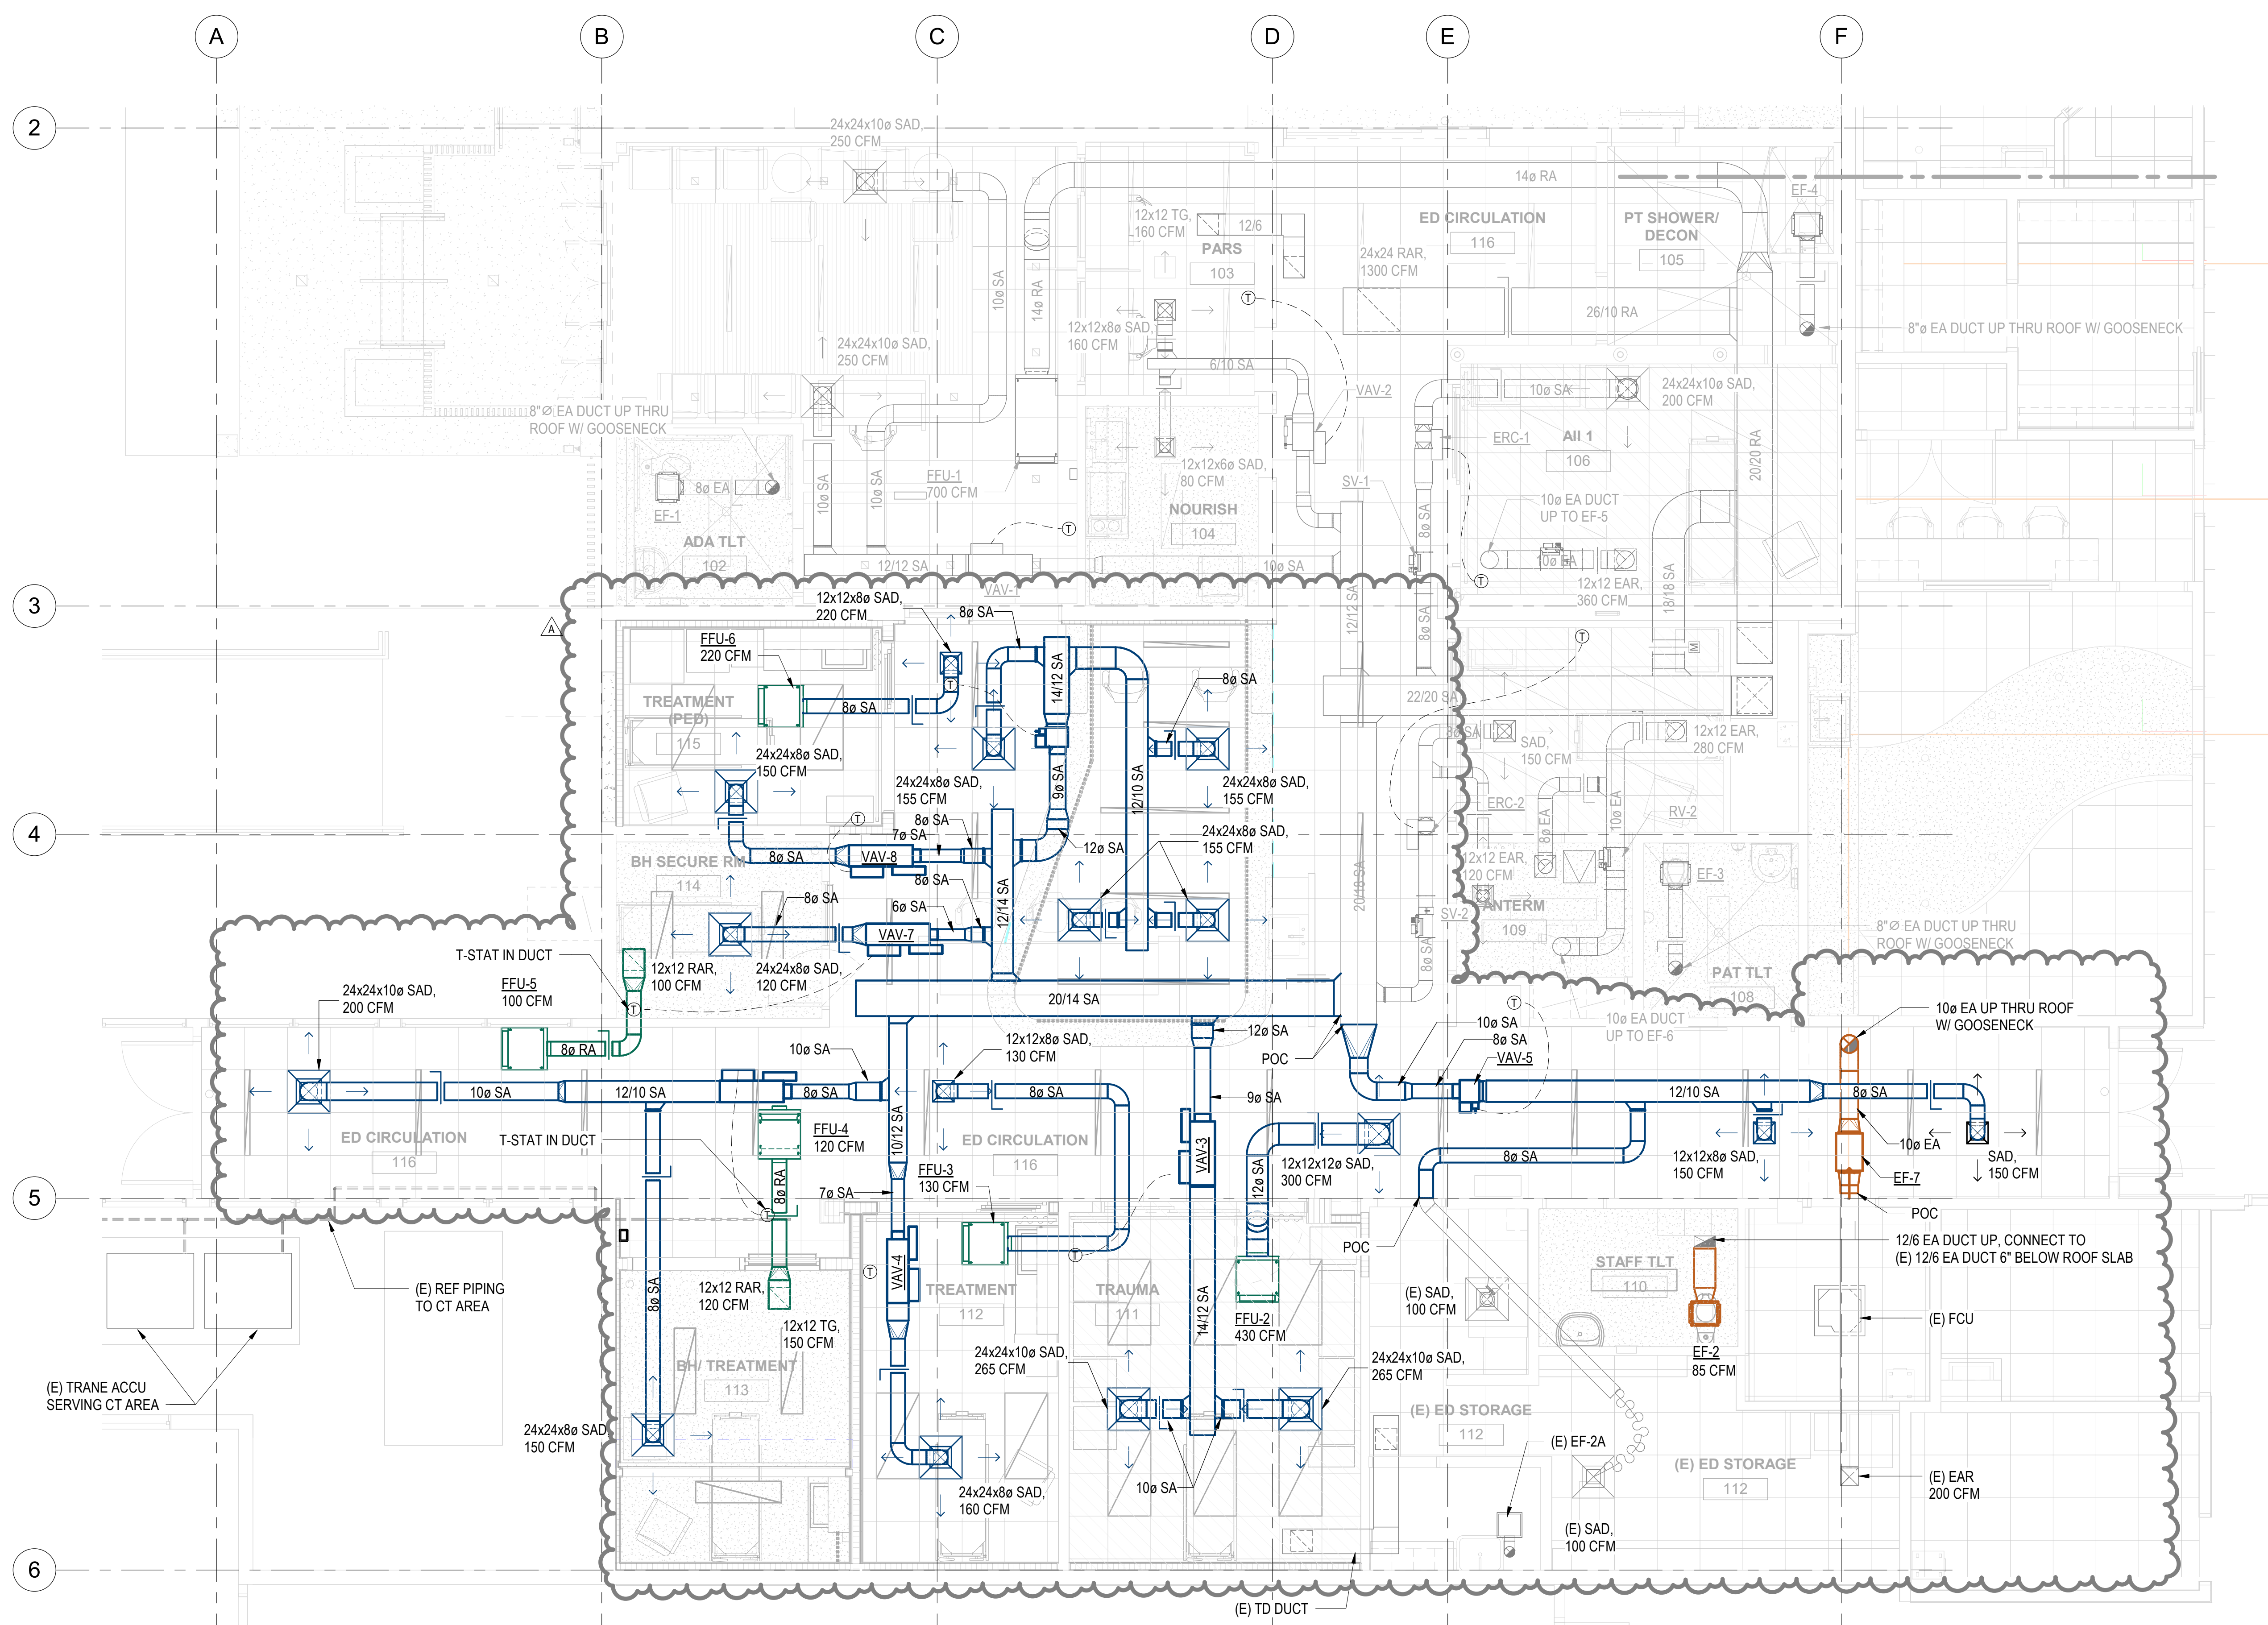 A
B
C
D
E
F
2
3
4
5
6
24x24x10ø SAD,
250 CFM
14ø RA
EF-4
12x12 TG,
160 CFM
12/6
PARS
103
ED CIRCULATION
116
PT SHOWER/
DECON
105
24x24 RAR,
1300 CFM
T
10ø SA
14ø RA
26/10 RA
8"ø EA DUCT UP THRU ROOF W/ GOOSENECK
12x12x8ø SAD,
160 CFM
24x24x10ø SAD,
250 CFM
6/10 SA
VAV-2
10ø SA
24x24x10ø SAD,
200 CFM
8"Ø EA DUCT UP THRU
ROOF W/ GOOSENECK
ERC-1
AII 1
106
20/20 RA
12x12x6ø SAD,
80 CFM
FFU-1
700 CFM
SV-1
8ø EA
EF-1
10ø SA
10ø SA
NOURISH
104
T
8ø SA
10ø EA DUCT
UP TO EF-5
ADA TLT
102
12/12 SA
10ø SA
10ø EA
T
12x12 EAR,
360 CFM
18/18 SA
VAV-1
12/12 SA
8ø SA
A
12x12x8ø SAD,
220 CFM
8ø SA
FFU-6
220 CFM
T
M
14/12 SA
T
8ø SA
TREATMENT
(PED)
115
8ø SA
22/20 SA
24x24x8ø SAD,
150 CFM
8ø SA
SAD,
150 CFM
12x12 EAR,
280 CFM
24x24x8ø SAD,
155 CFM
9ø SA
12/10 SA
24x24x8ø SAD,
155 CFM
ERC-2
8ø EA
10ø EA
RV-2
T
8ø SA
7ø SA
24x24x8ø SAD,
155 CFM
12ø SA
8ø SA
VAV-8
BH SECURE RM
114
12x12 EAR,
120 CFM
EF-3
8ø SA
8ø SA
6ø SA
12/14 SA
20/18 SA
SV-2
ANTERM
109
VAV-7
8"Ø EA DUCT UP THRU
ROOF W/ GOOSENECK
T-STAT IN DUCT
12x12 RAR,
100 CFM
24x24x8ø SAD,
120 CFM
8ø SA
PAT TLT
108
FFU-5
100 CFM
24x24x10ø SAD,
200 CFM
T
20/14 SA
T
10ø EA DUCT
UP TO EF-6
10ø EA UP THRU ROOF
W/ GOOSENECK
8ø RA
10ø SA
12x12x8ø SAD,
130 CFM
12ø SA
POC
10ø SA
8ø SA
VAV-5
10ø SA
12/10 SA
8ø SA
8ø SA
9ø SA
12/10 SA
8ø SA
ED CIRCULATION
116
T-STAT IN DUCT
FFU-4
120 CFM
10/12 SA
ED CIRCULATION
116
VAV-3
12x12x12ø SAD,
300 CFM
8ø SA
12x12x8ø SAD,
150 CFM
10ø EA
EF-7
SAD,
150 CFM
FFU-3
130 CFM
12ø SA
8ø RA
7ø SA
T
POC
POC
12/6 EA DUCT UP, CONNECT TO
(E) 12/6 EA DUCT 6" BELOW ROOF SLAB
T
T
8ø SA
VAV-4
(E) REF PIPING
TO CT AREA
12x12 RAR,
120 CFM
TREATMENT
112
TRAUMA
111
14/12 SA
FFU-2
430 CFM
STAFF TLT
110
(E) SAD,
100 CFM
(E) FCU
12x12 TG,
150 CFM
EF-2
85 CFM
BH/ TREATMENT
113
24x24x10ø SAD,
265 CFM
24x24x10ø SAD,
265 CFM
(E) TRANE ACCU
SERVING CT AREA
24x24x8ø SAD,
150 CFM
(E) ED STORAGE
112
(E) EF-2A
(E) ED STORAGE
112
10ø SA
24x24x8ø SAD,
160 CFM
(E) EAR
200 CFM
(E) SAD,
100 CFM
(E) TD DUCT